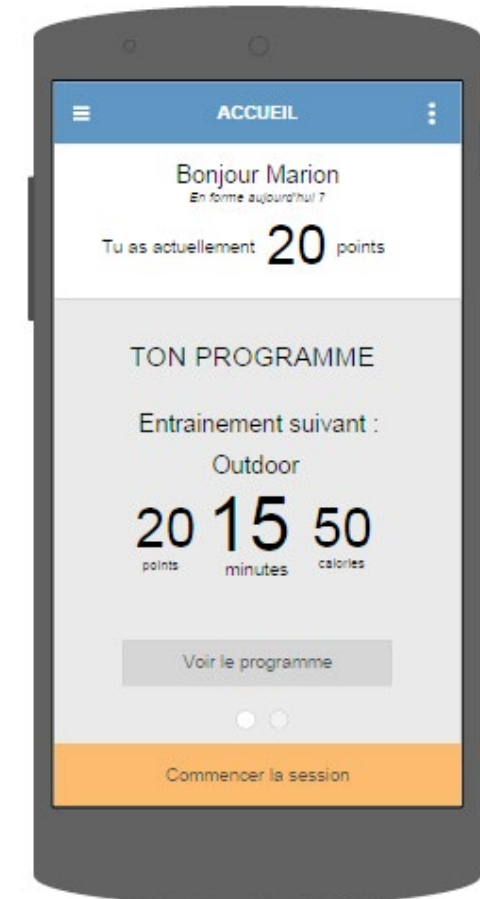 ACCUEIL
Bonjour Marion
En forme aujourd'hui ?
Tu as actuellement 20 points
TON PROGRAMME
Entrainement suivant :
Outdoor
20 15 50
points minutes calories
Voir le programme
Commencer la session